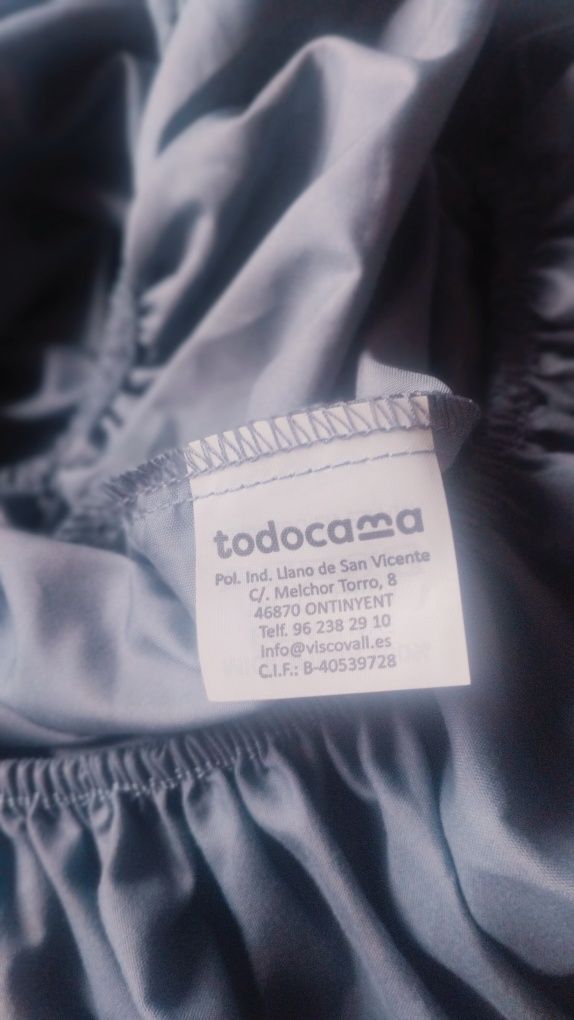 todocama
Pol. Ind. Llano de San Vicente
C/. Melchor Torro, 8
46870 ONTINYENT
Telf. 96 238 29 10
info@viscovall.es
C.I.F.: B-40539728